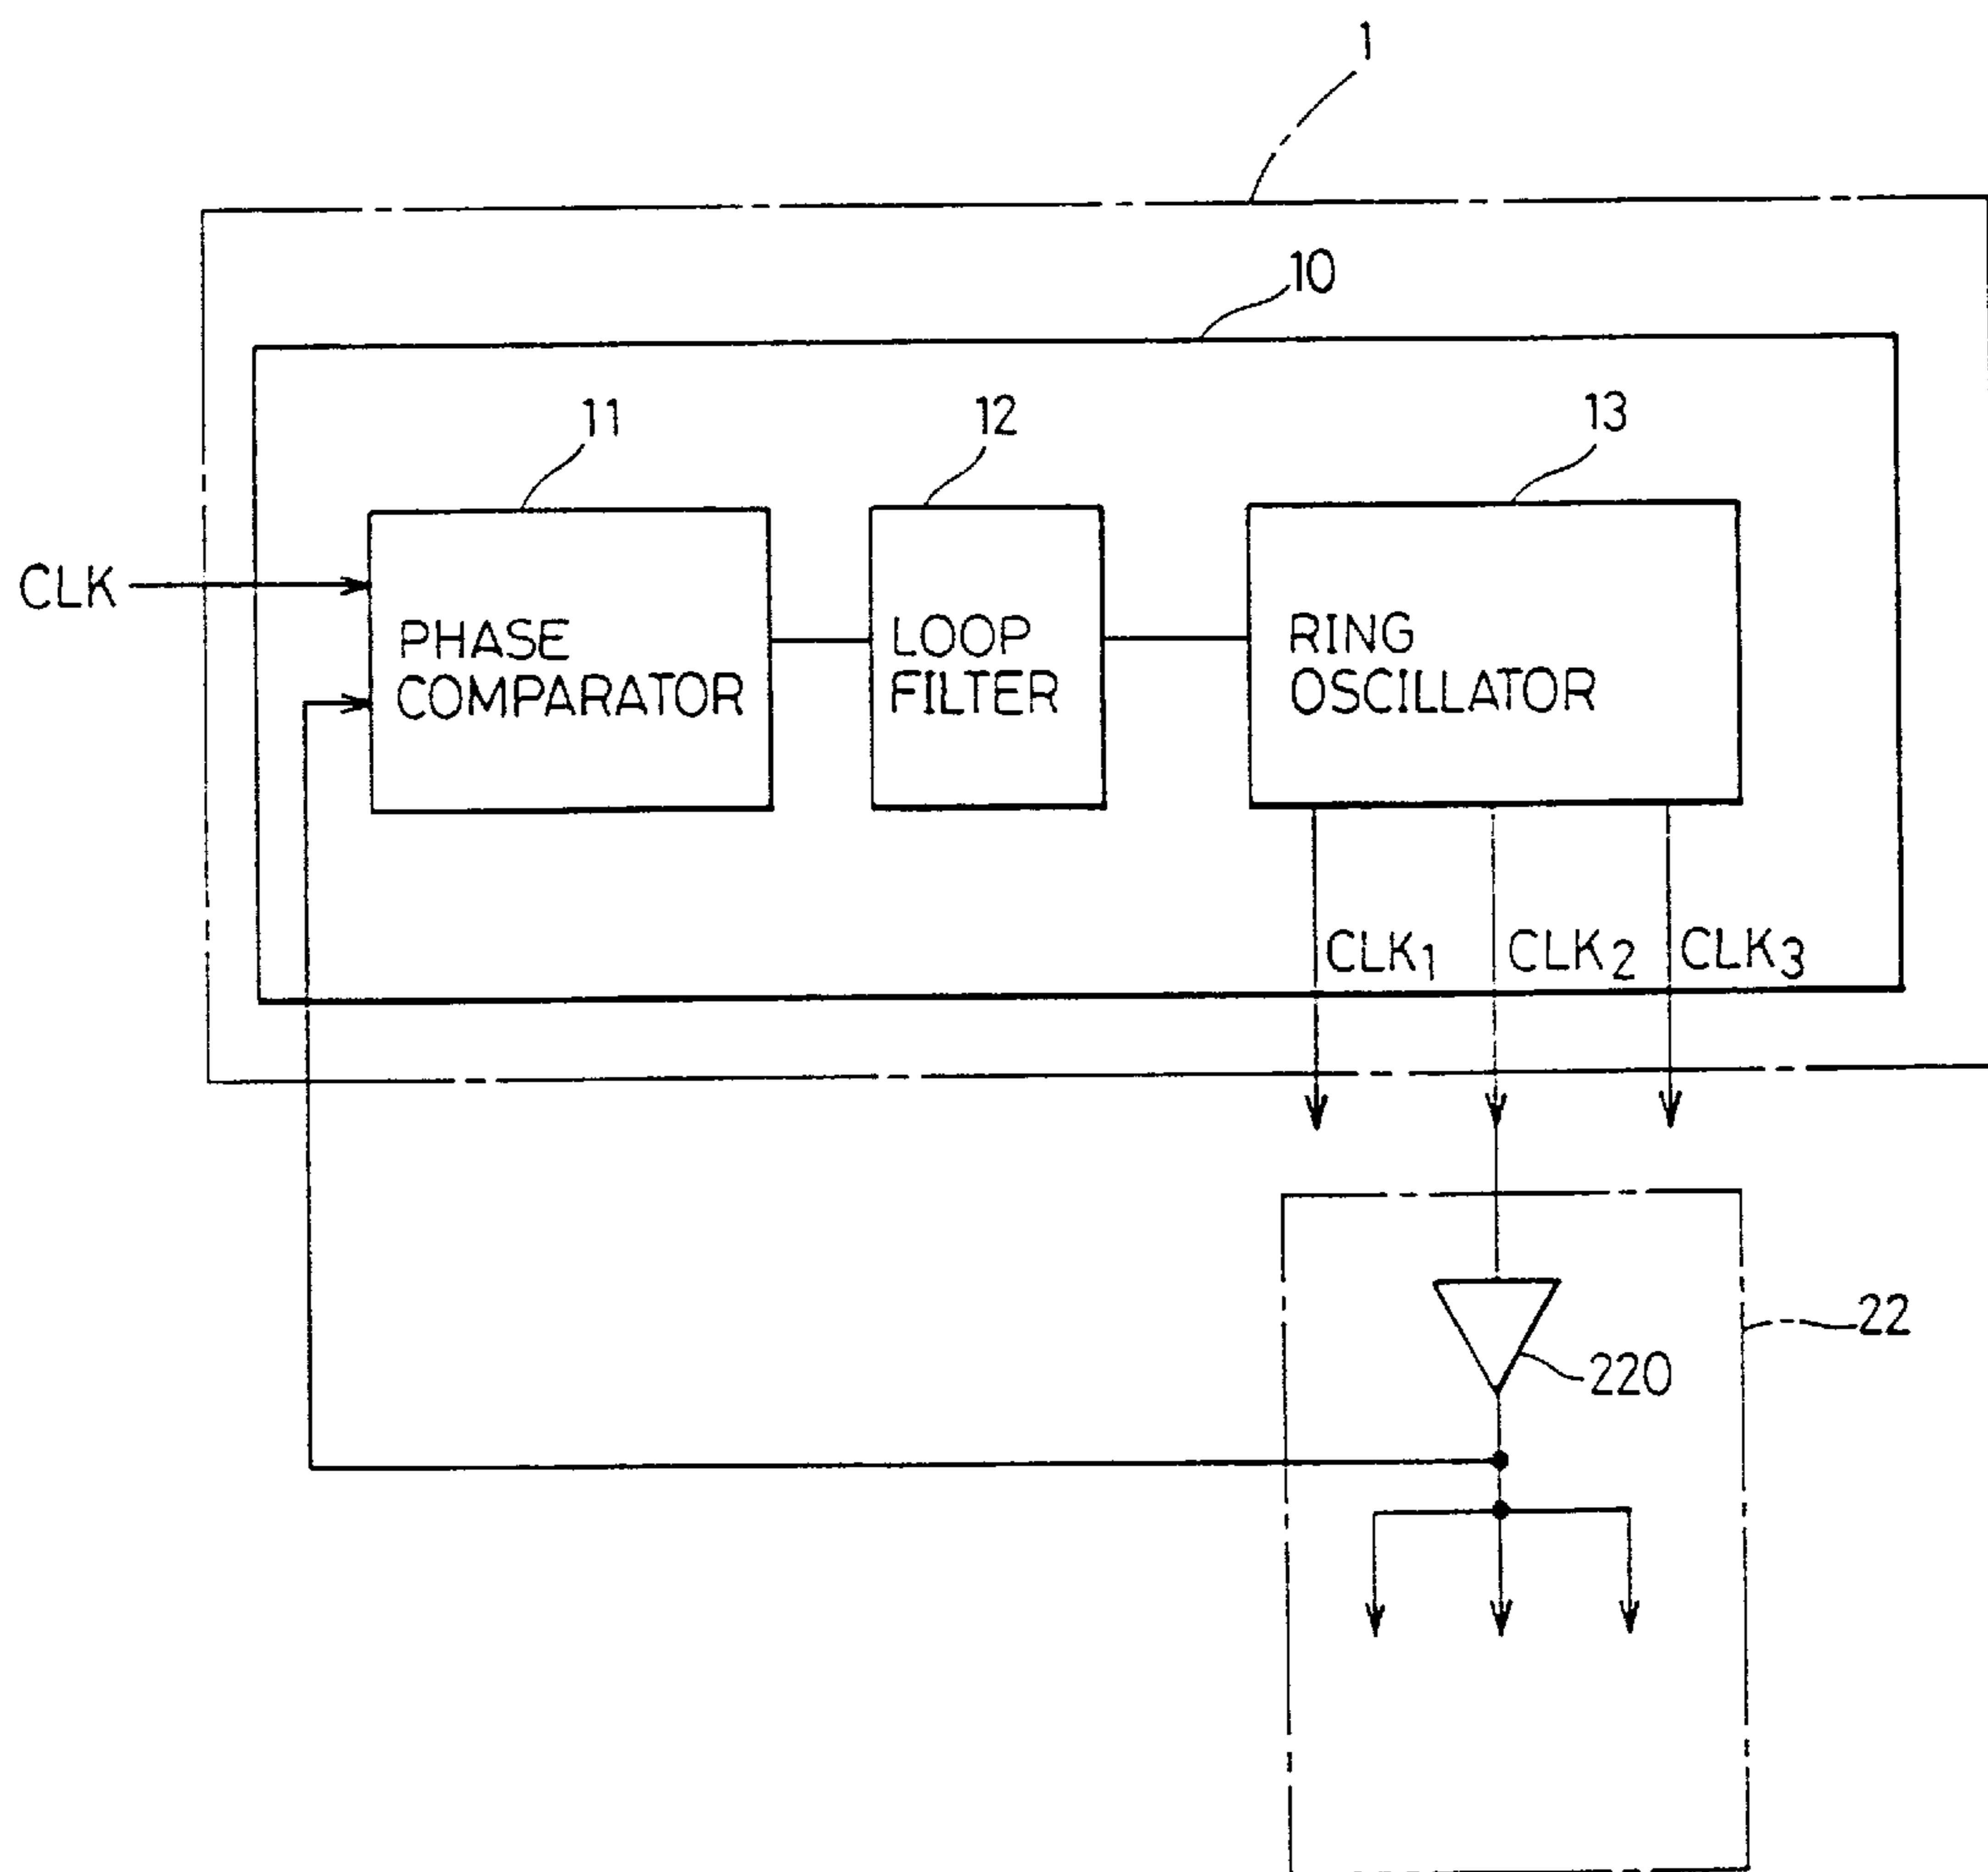 1
10
11
12
13
CLK
PHASE
COMPARATOR
LOOP
FILTER
RING
OSCILLATOR
CLK1
CLK2
CLK3
22
220